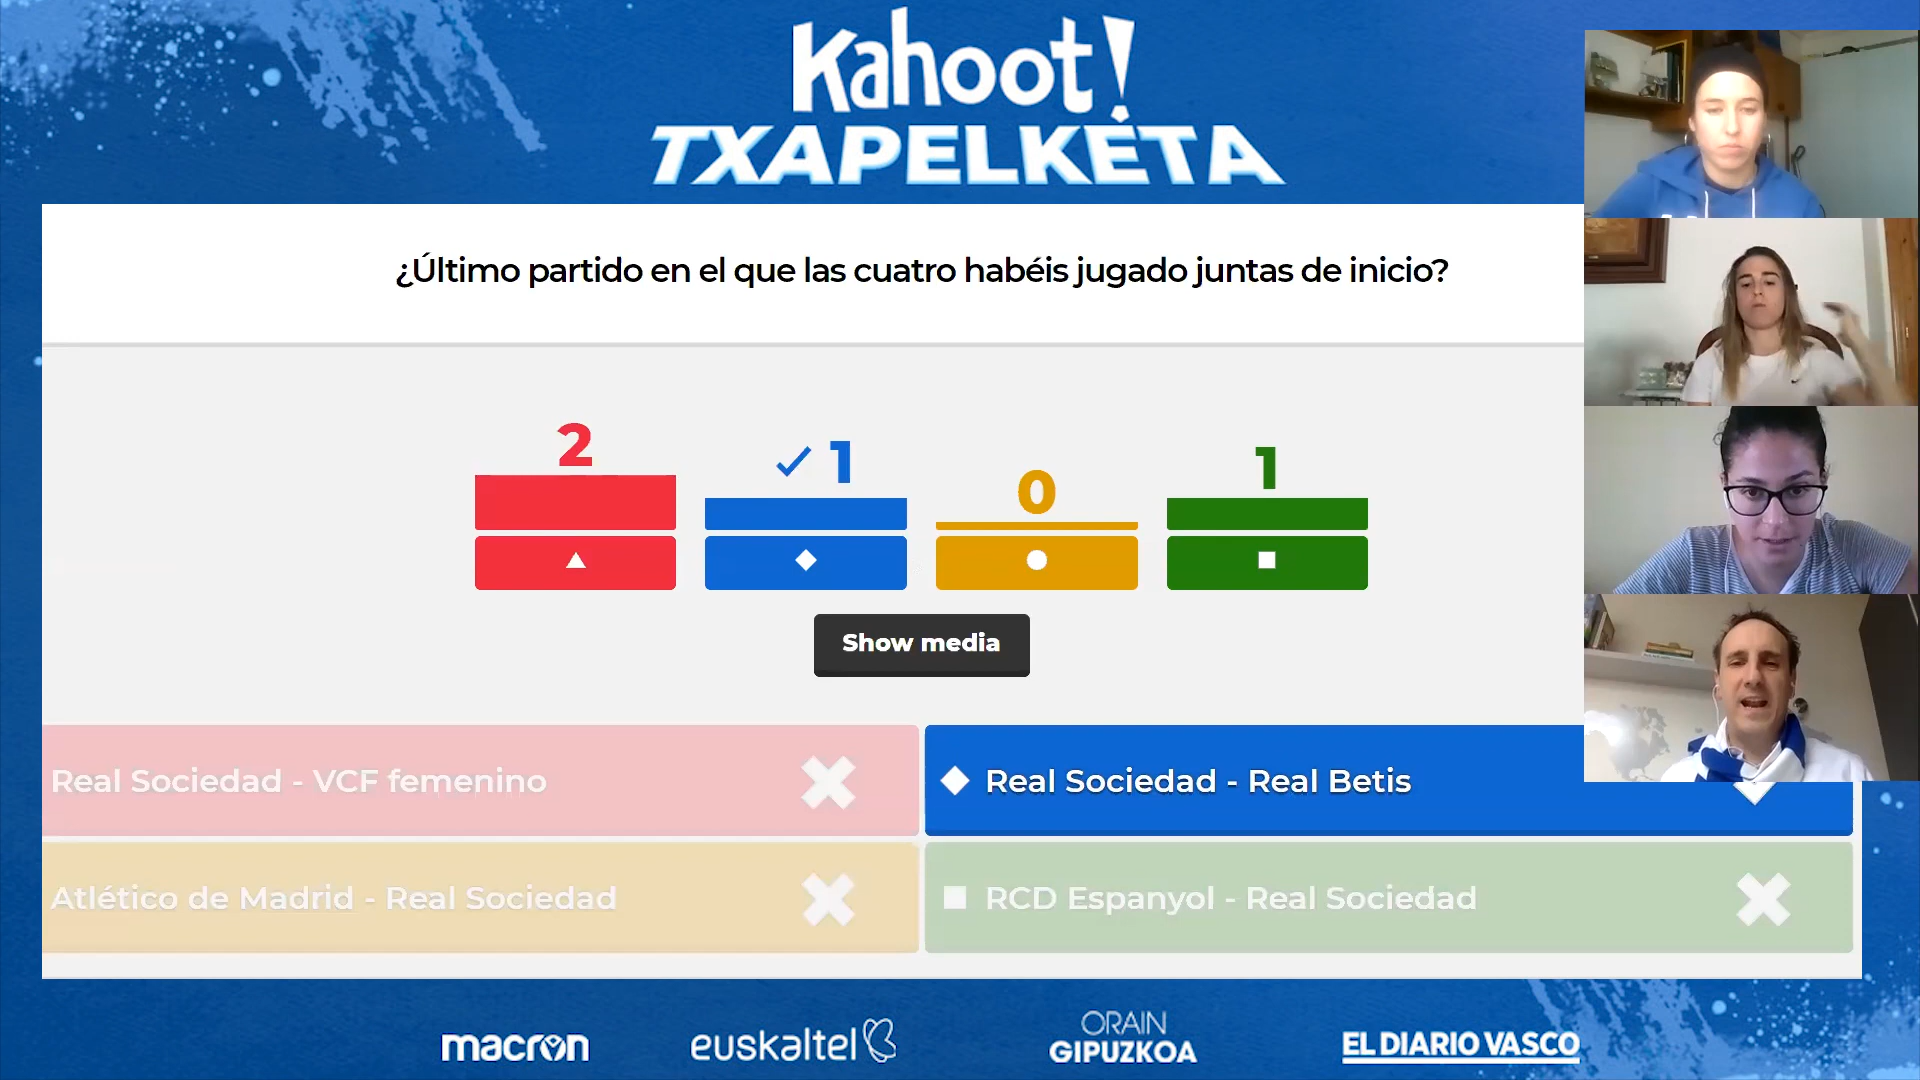 Kahoot!
TXAPELKETA
¿Último partido en el que las cuatro habéis jugado juntas de inicio?
2
1
0
1
Show media
Real Sociedad - VCF femenino
Real Sociedad - Real Betis
Atlético de Madrid - Real Sociedad
RCD Espanyol - Real Sociedad
macron
euskaltel
ORAIN
GIPUZKOA
EL DIARIO VASCO